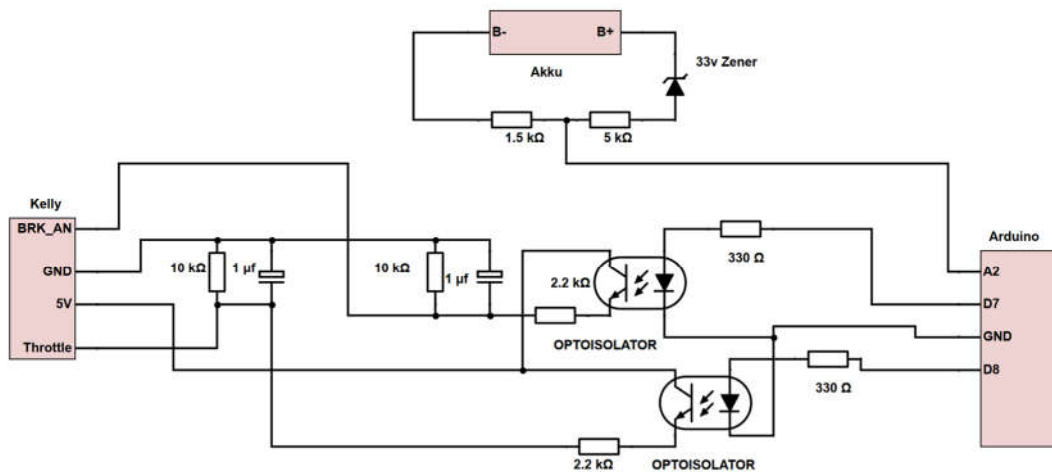 B-
B+
Akku
33v Zener
1.5 kΩ
5 kΩ
Kelly
BRK_AN
GND
5V
Throttle
10 kΩ
1 µf
10 kΩ
1 µf
2.2 kΩ
330 Ω
OPTOISOLATOR
Arduino
A2
D7
GND
D8
330 Ω
2.2 kΩ
OPTOISOLATOR